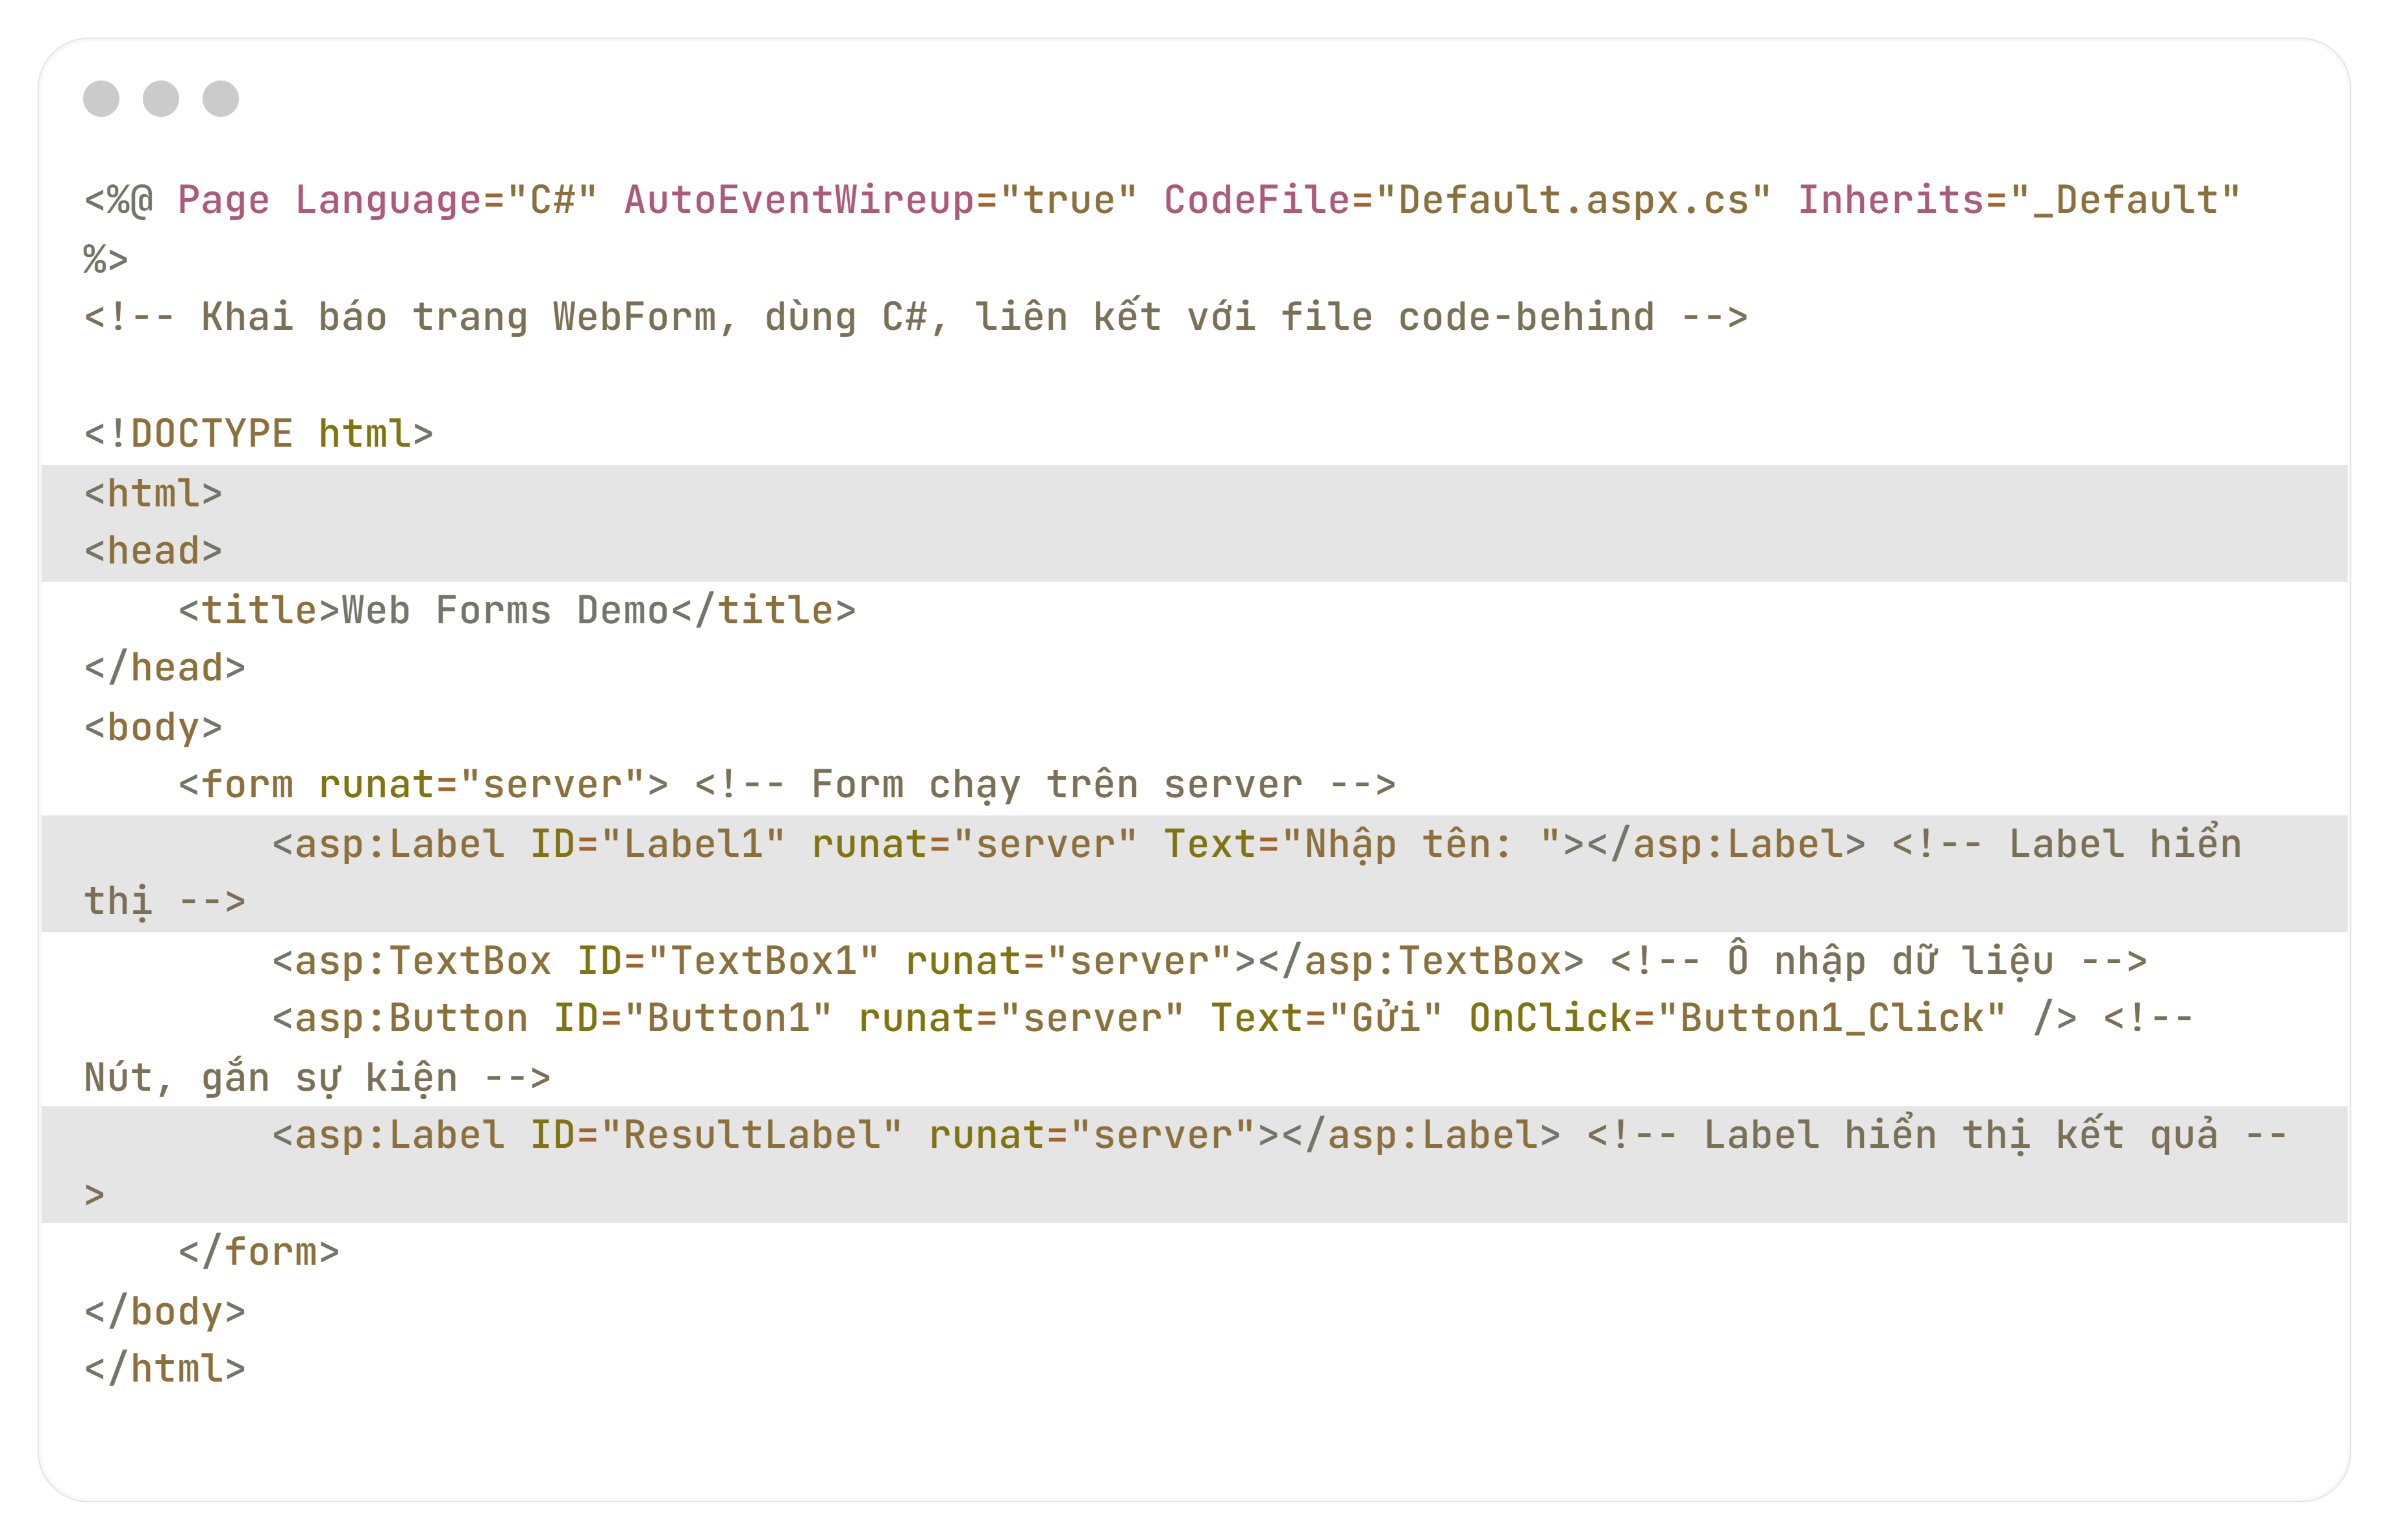 <%@ Page Language="C#" AutoEventWireup="true" CodeFile="Default.aspx.cs" Inherits="_Default"
%>
<!-- Khai báo trang WebForm, dùng C#, liên kết với file code-behind -->
<!DOCTYPE html>
<html>
<head>
    <title>Web Forms Demo</title>
</head>
<body>
    <form runat="server"> <!-- Form chạy trên server -->
        <asp:Label ID="Label1" runat="server" Text="Nhập tên: "></asp:Label> <!-- Label hiển
thị -->
        <asp:TextBox ID="TextBox1" runat="server"></asp:TextBox> <!-- Ô nhập dữ liệu -->
        <asp:Button ID="Button1" runat="server" Text="Gửi" OnClick="Button1_Click" /> <!--
Nút, gắn sự kiện -->
        <asp:Label ID="ResultLabel" runat="server"></asp:Label> <!-- Label hiển thị kết quả --
>
    </form>
</body>
</html>